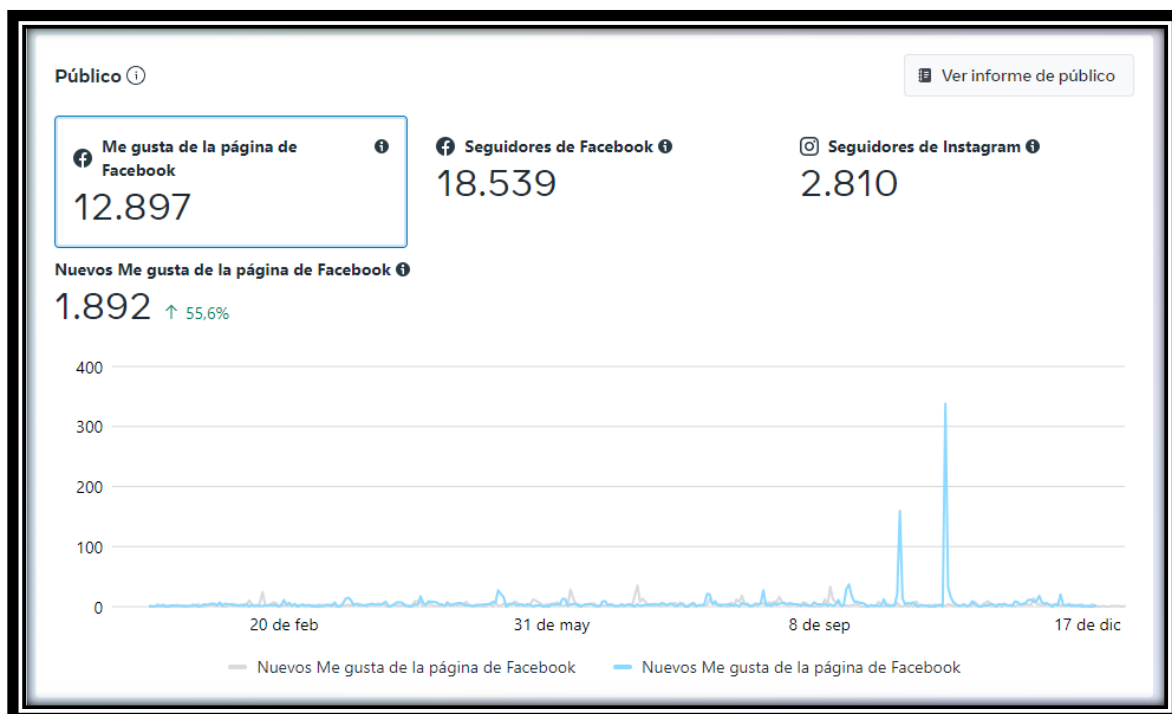 Público
Ver informe de público
Me gusta de la página de
Facebook
12.897
Seguidores de Facebook
18.539
Seguidores de Instagram
2.810
Nuevos Me gusta de la página de Facebook
1.892 ↑ 55,6%
400
300
200
100
0
20 de feb
31 de may
8 de sep
17 de dic
Nuevos Me gusta de la página de Facebook
Nuevos Me gusta de la página de Facebook